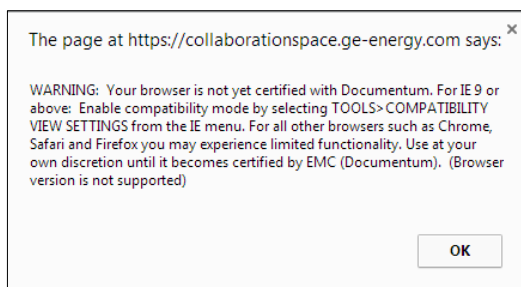 The page at https://collaborationspace.ge-energy.com says:
WARNING:  Your browser is not yet certified with Documentum. For IE 9 or
above:  Enable compatibility mode by selecting TOOLS>COMPATIBILITY
VIEW SETTINGS from the IE menu. For all other browsers such as Chrome,
Safari and Firefox you may experience limited functionality. Use at your
own discretion until it becomes certified by EMC (Documentum).  (Browser
version is not supported)
OK